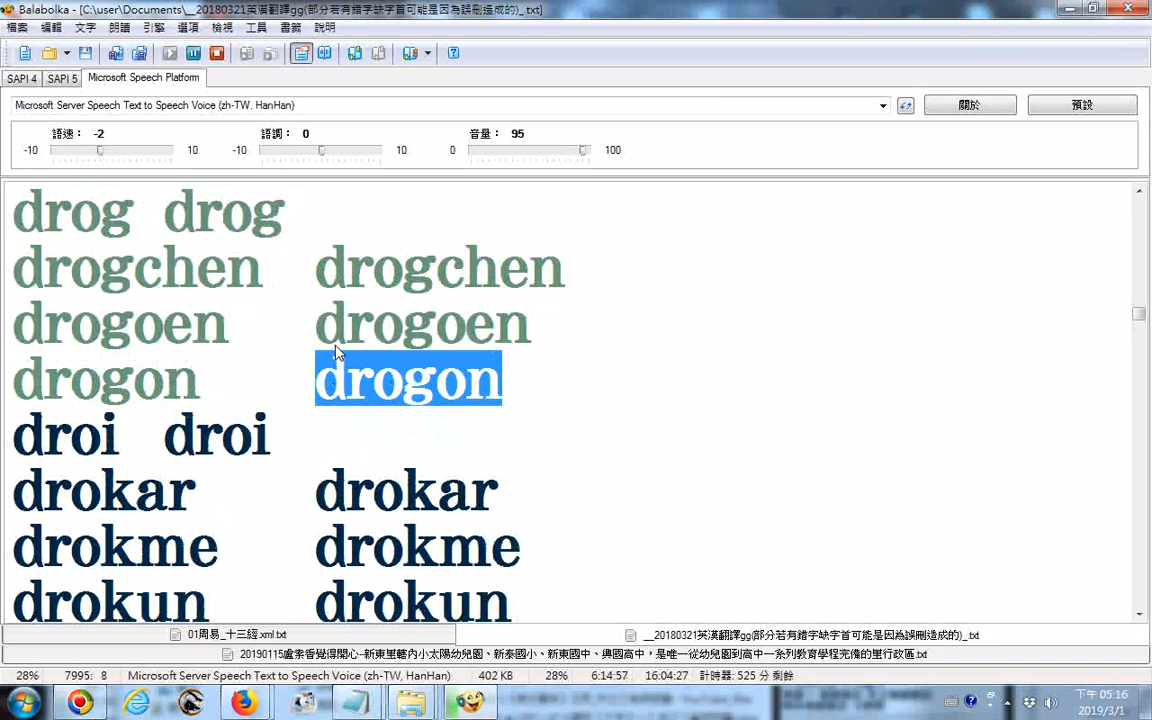 Balabolka - [C:\user\Documents\__20180321英漢翻譯gg(部分若有錯字缺字首可能是因為誤刪造成的)_.txt]
檔案 編輯 文字 朗讀 引擎 選項 檢視 工具 書籤 說明
SAPI 4 SAPI 5 Microsoft Speech Platform
Microsoft Server Speech Text to Speech Voice (zh-TW, HanHan) 關於 預設
語速： -2 語調： 0 音量： 95
-10 10 -10 10 0 100
drog drog
drogchen drogchen
drogoen drogoen
drogon drogon
droi droi
drokar drokar
drokme drokme
drokun drokun
01周易_十三經.xml.txt __20180321英漢翻譯gg(部分若有錯字缺字首可能是因為誤刪造成的)_.txt
20190115盧素香覺得開心-新東里轄內小太陽幼兒園、新泰國小、新東國中、興國高中，是唯一從幼兒園到高中一系列教育學程完備的里行政區.txt
28% 7995: 8 Microsoft Server Speech Text to Speech Voice (zh-TW, HanHan) 402 KB 28% 6:14:57 16:04:27 計時器: 525 分 剩餘
下午 05:16
2019/3/1